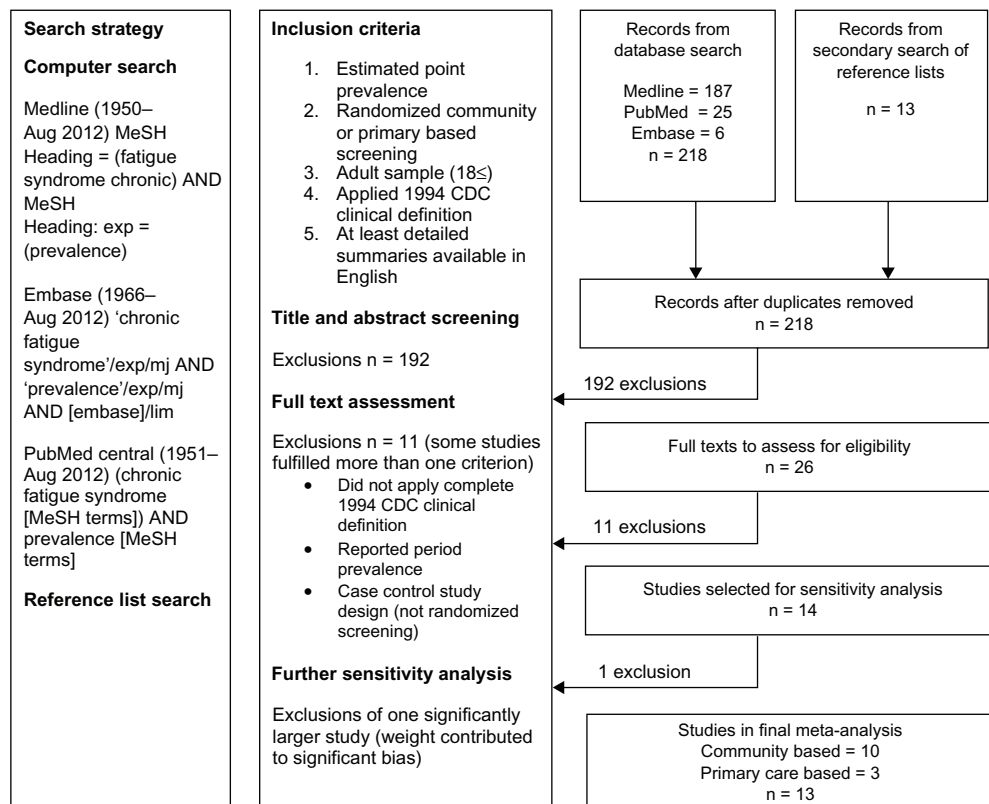 Search strategy
Computer search
Medline (1950–
Aug 2012) MeSH
Heading = (fatigue
syndrome chronic) AND
MeSH
Heading: exp =
(prevalence)
Embase (1966–
Aug 2012) ‘chronic
fatigue
syndrome’/exp/mj AND
‘prevalence’/exp/mj
AND [embase]/lim
PubMed central (1951–
Aug 2012) (chronic
fatigue syndrome
[MeSH terms]) AND
prevalence [MeSH
terms]
Reference list search
Inclusion criteria
1. Estimated point
prevalence
2. Randomized community
or primary based
screening
3. Adult sample (18≤)
4. Applied 1994 CDC
clinical definition
5. At least detailed
summaries available in
English
Title and abstract screening
Exclusions n = 192
Full text assessment
Exclusions n = 11 (some studies
fulfilled more than one criterion)
• Did not apply complete
1994 CDC clinical
definition
• Reported period
prevalence
• Case control study
design (not randomized
screening)
Further sensitivity analysis
Exclusions of one significantly
larger study (weight contributed
to significant bias)
Records from
database search
Medline = 187
PubMed = 25
Embase = 6
n = 218
Records from
secondary search of
reference lists
n = 13
Records after duplicates removed
n = 218
192 exclusions
Full texts to assess for eligibility
n = 26
11 exclusions
Studies selected for sensitivity analysis
n = 14
1 exclusion
Studies in final meta-analysis
Community based = 10
Primary care based = 3
n = 13